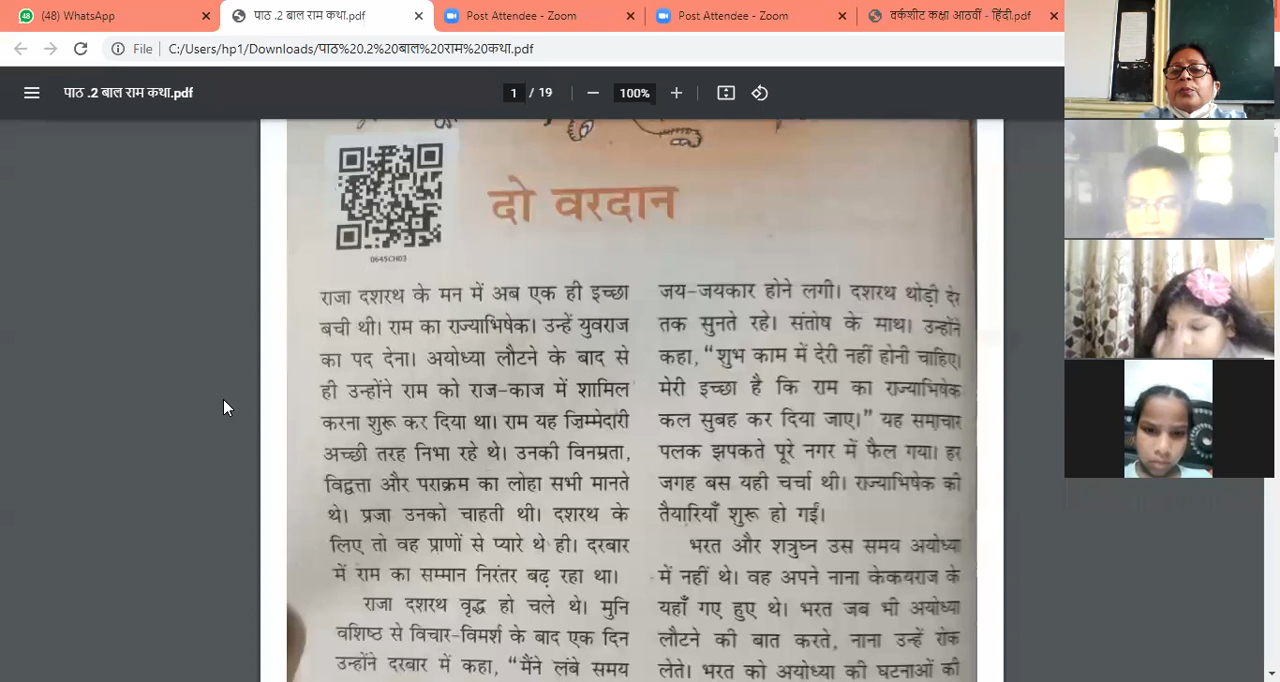 (48) WhatsApp
पाठ .2 बाल राम कथा.pdf
Post Attendee - Zoom
Post Attendee - Zoom
वर्कशीट कक्षा आठवीं - हिंदी.pdf
File
C:/Users/hp1/Downloads/पाठ%20.2%20बाल%20राम%20कथा.pdf
पाठ .2 बाल राम कथा.pdf
1 / 19
100%
0645CH03
दो वरदान
राजा दशरथ के मन में अब एक ही इच्छा
बची थी। राम का राज्याभिषेक। उन्हें युवराज
का पद देना। अयोध्या लौटने के बाद से
ही उन्होंने राम को राज-काज में शामिल
करना शुरू कर दिया था। राम यह जिम्मेदारी
अच्छी तरह निभा रहे थे। उनकी विनम्रता,
विद्वत्ता और पराक्रम का लोहा सभी मानते
थे। प्रजा उनको चाहती थी। दशरथ के
लिए तो वह प्राणों से प्यारे थे ही। दरबार
में राम का सम्मान निरंतर बढ़ रहा था।
राजा दशरथ वृद्ध हो चले थे। मुनि
वशिष्ठ से विचार-विमर्श के बाद एक दिन
उन्होंने दरबार में कहा, “मैंने लंबे समय
जय-जयकार होने लगी। दशरथ थोड़ी देर
तक सुनते रहे। संतोष के साथ। उन्होंने
कहा, “शुभ काम में देरी नहीं होनी चाहिए।
मेरी इच्छा है कि राम का राज्याभिषेक
कल सुबह कर दिया जाए।” यह समाचार
पलक झपकते पूरे नगर में फैल गया। हर
जगह बस यही चर्चा थी। राज्याभिषेक की
तैयारियाँ शुरू हो गईं।
भरत और शत्रुघ्न उस समय अयोध्या
में नहीं थे। वह अपने नाना केकयराज के
यहाँ गए हुए थे। भरत जब भी अयोध्या
लौटने की बात करते, नाना उन्हें रोक
लेते। भरत को अयोध्या की घटनाओं की